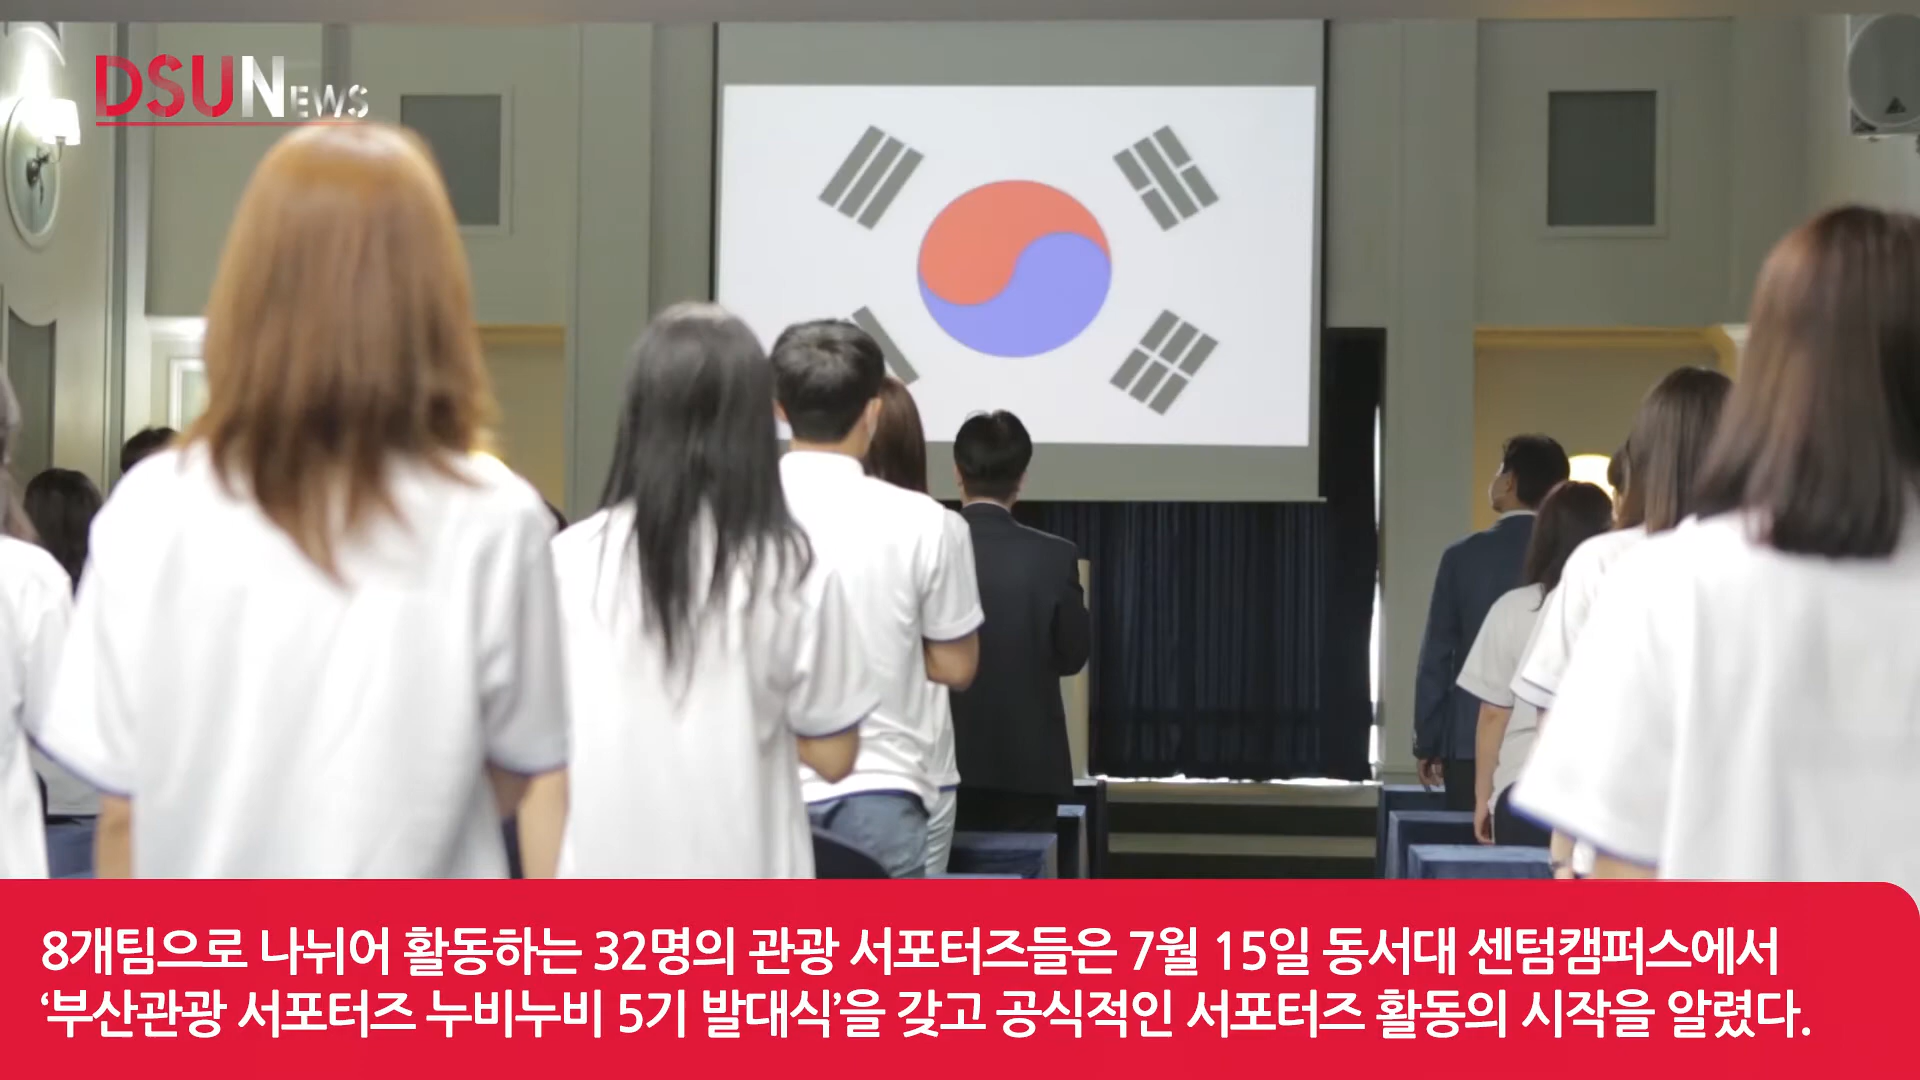 DSUNEWS
8개팀으로 나뉘어 활동하는 32명의 관광 서포터즈들은 7월 15일 동서대 센텀캠퍼스에서
‘부산관광 서포터즈 누비누비 5기 발대식’을 갖고 공식적인 서포터즈 활동의 시작을 알렸다.